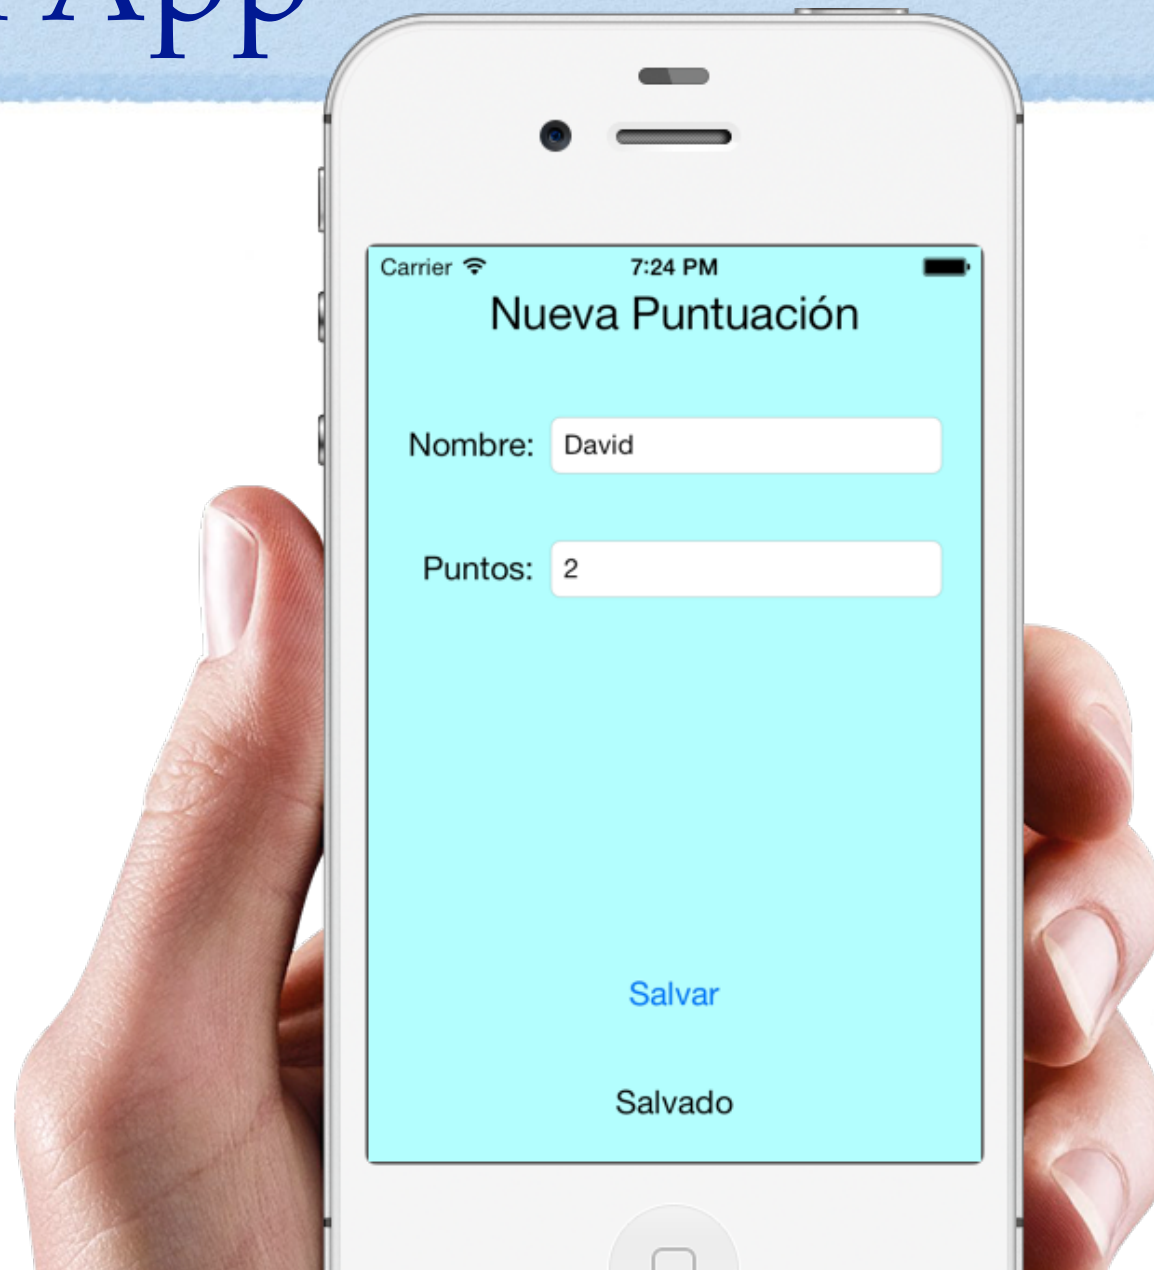 App
Carrier 7:24 PM
Nueva Puntuación
Nombre: David
Puntos: 2
Salvar
Salvado